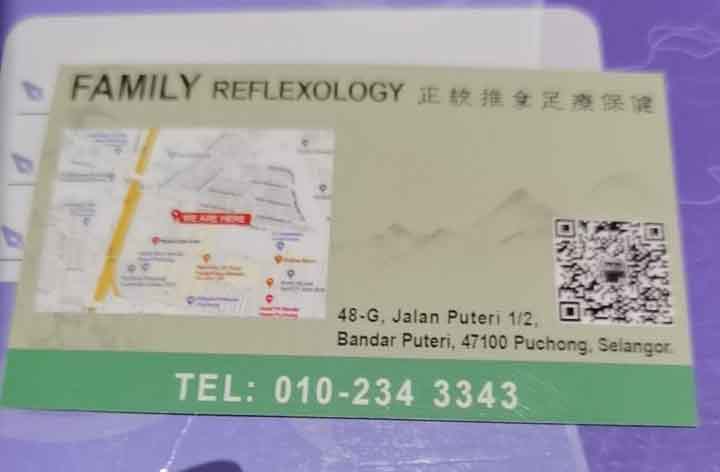 FAMILY REFLEXOLOGY 正軟推拿足療保健
WE ARE HERE
48-G, Jalan Puteri 1/2,
Bandar Puteri, 47100 Puchong, Selangor.
TEL: 010-234 3343